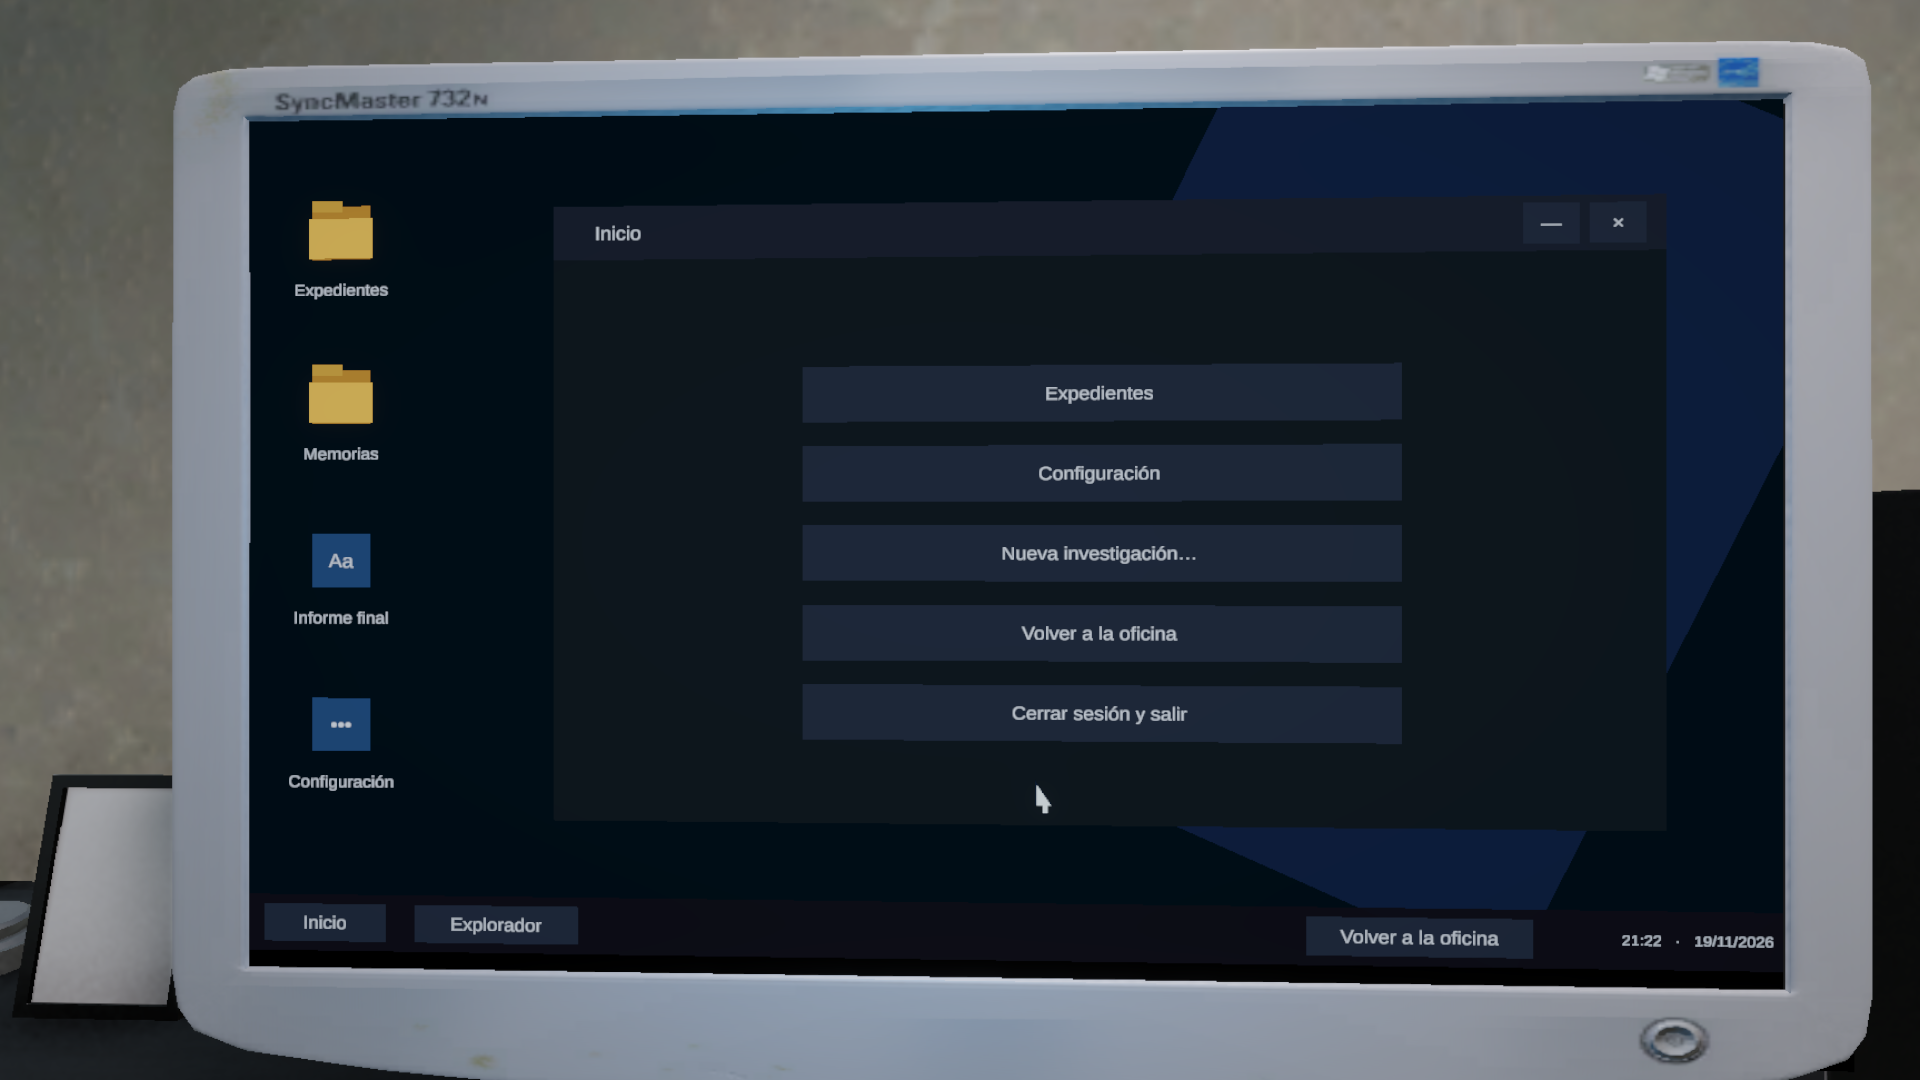 SyncMaster 732N
Expedientes
Memorias
Aa
Informe final
•••
Configuración
Inicio
— ×
Expedientes
Configuración
Nueva investigación...
Volver a la oficina
Cerrar sesión y salir
Inicio
Explorador
Volver a la oficina
21:22 · 19/11/2026